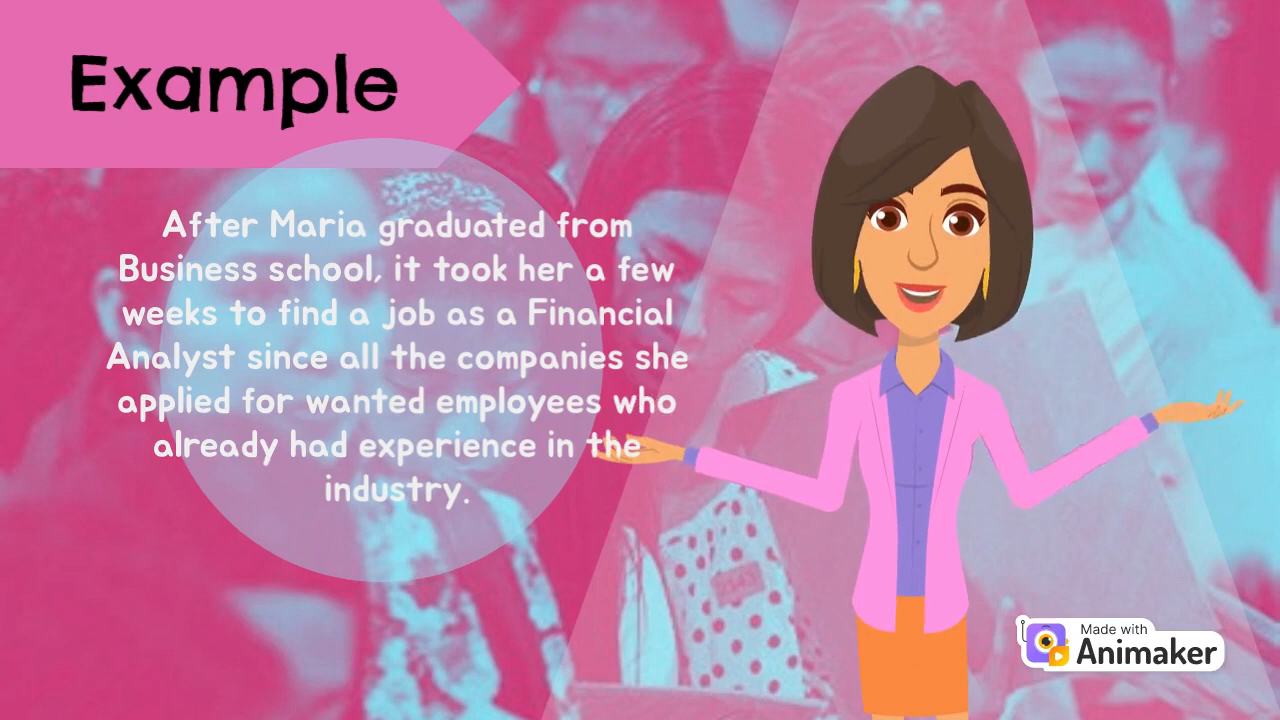 Example
After Maria graduated from
Business school, it took her a few
weeks to find a job as a Financial
Analyst since all the companies she
applied for wanted employees who
already had experience in the
industry.
Made with
Animaker